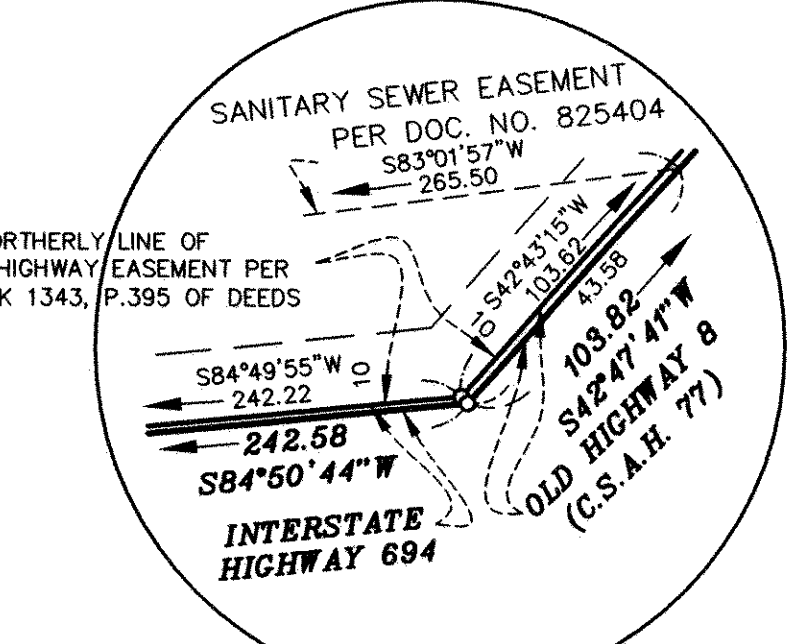 SANITARY SEWER EASEMENT
PER DOC. NO. 825404
S83°01'57"W
265.50
ORTHERLY LINE OF
HIGHWAY EASEMENT PER
K 1343, P.395 OF DEEDS
S42°43'15"W
103.62
10
43.58
103.82
S42°47'41"W
OLD HIGHWAY 8
(C.S.A.H. 77)
S84°49'55"W
242.22
10
242.58
S84°50'44"W
INTERSTATE
HIGHWAY 694